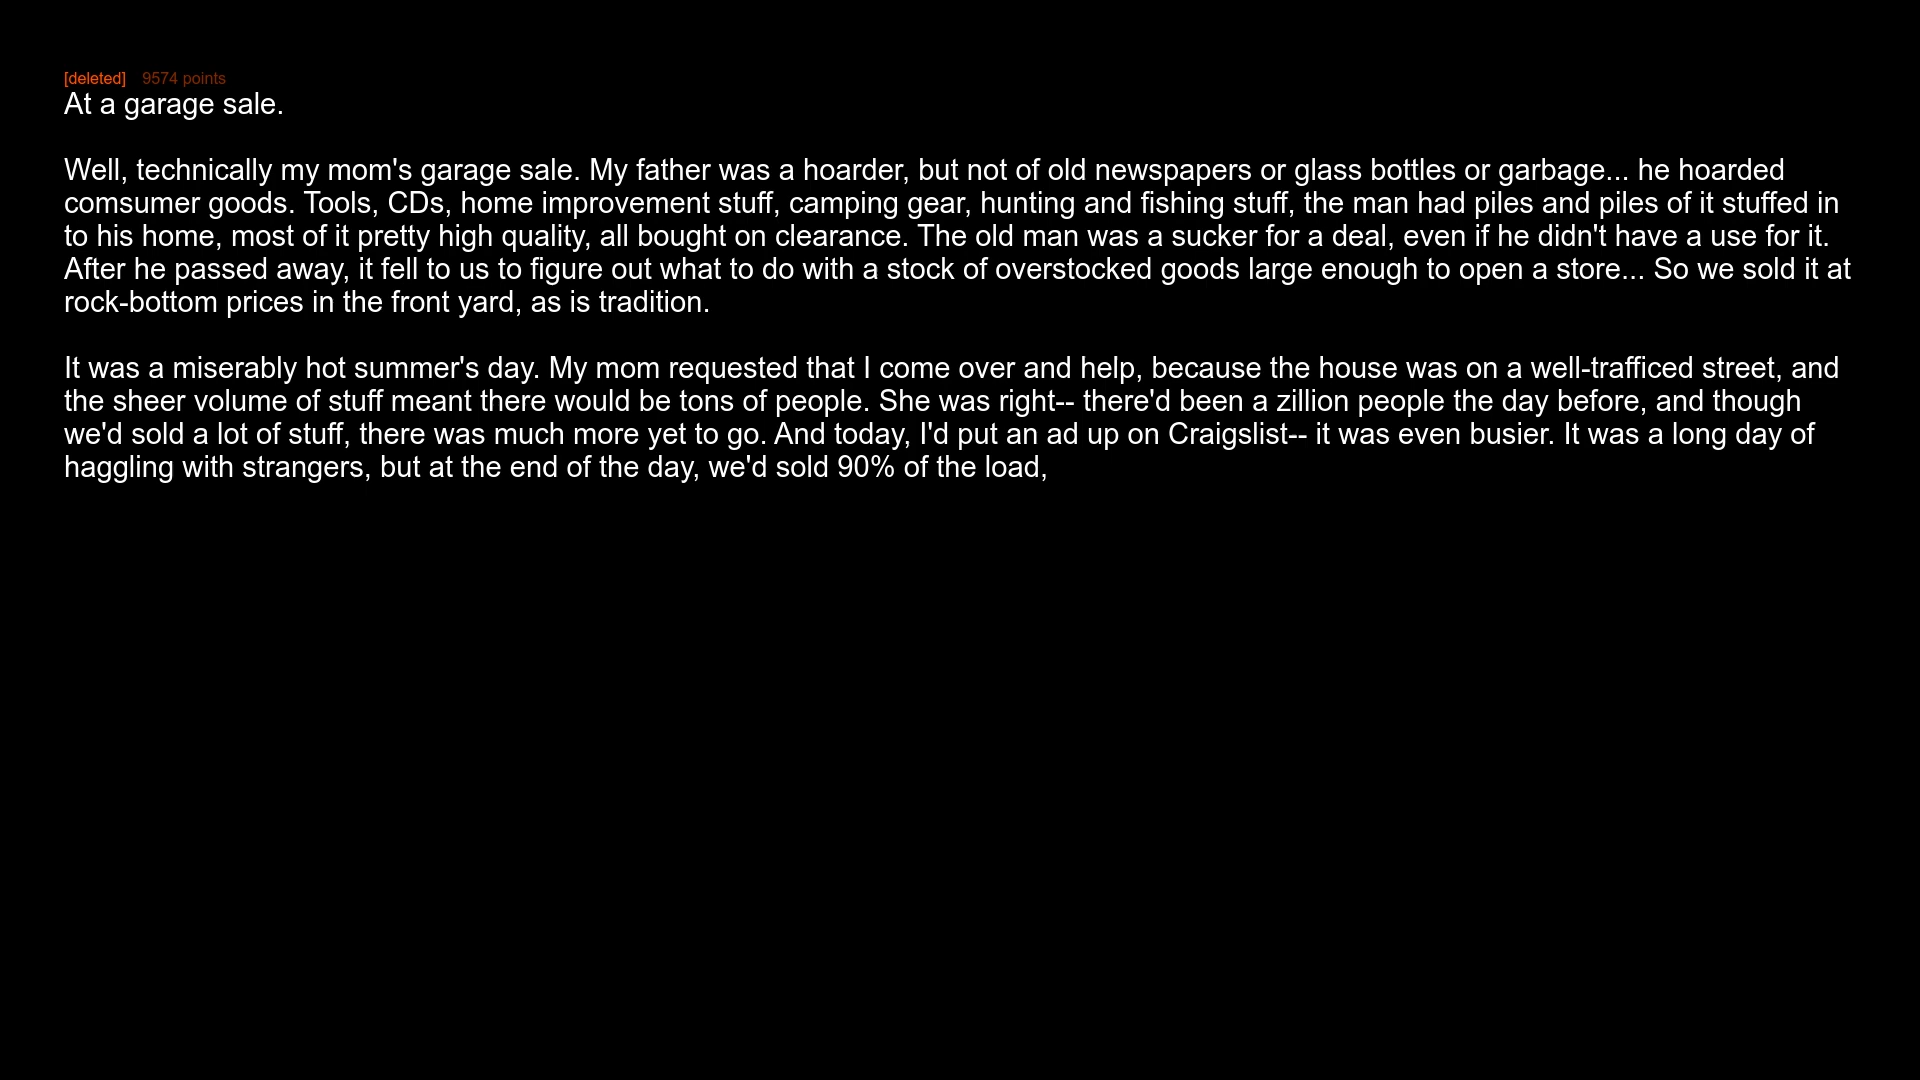 [deleted] 9574 points
At a garage sale.
Well, technically my mom's garage sale. My father was a hoarder, but not of old newspapers or glass bottles or garbage... he hoarded
comsumer goods. Tools, CDs, home improvement stuff, camping gear, hunting and fishing stuff, the man had piles and piles of it stuffed in
to his home, most of it pretty high quality, all bought on clearance. The old man was a sucker for a deal, even if he didn't have a use for it.
After he passed away, it fell to us to figure out what to do with a stock of overstocked goods large enough to open a store... So we sold it at
rock-bottom prices in the front yard, as is tradition.
It was a miserably hot summer's day. My mom requested that I come over and help, because the house was on a well-trafficed street, and
the sheer volume of stuff meant there would be tons of people. She was right-- there'd been a zillion people the day before, and though
we'd sold a lot of stuff, there was much more yet to go. And today, I'd put an ad up on Craigslist-- it was even busier. It was a long day of
haggling with strangers, but at the end of the day, we'd sold 90% of the load,